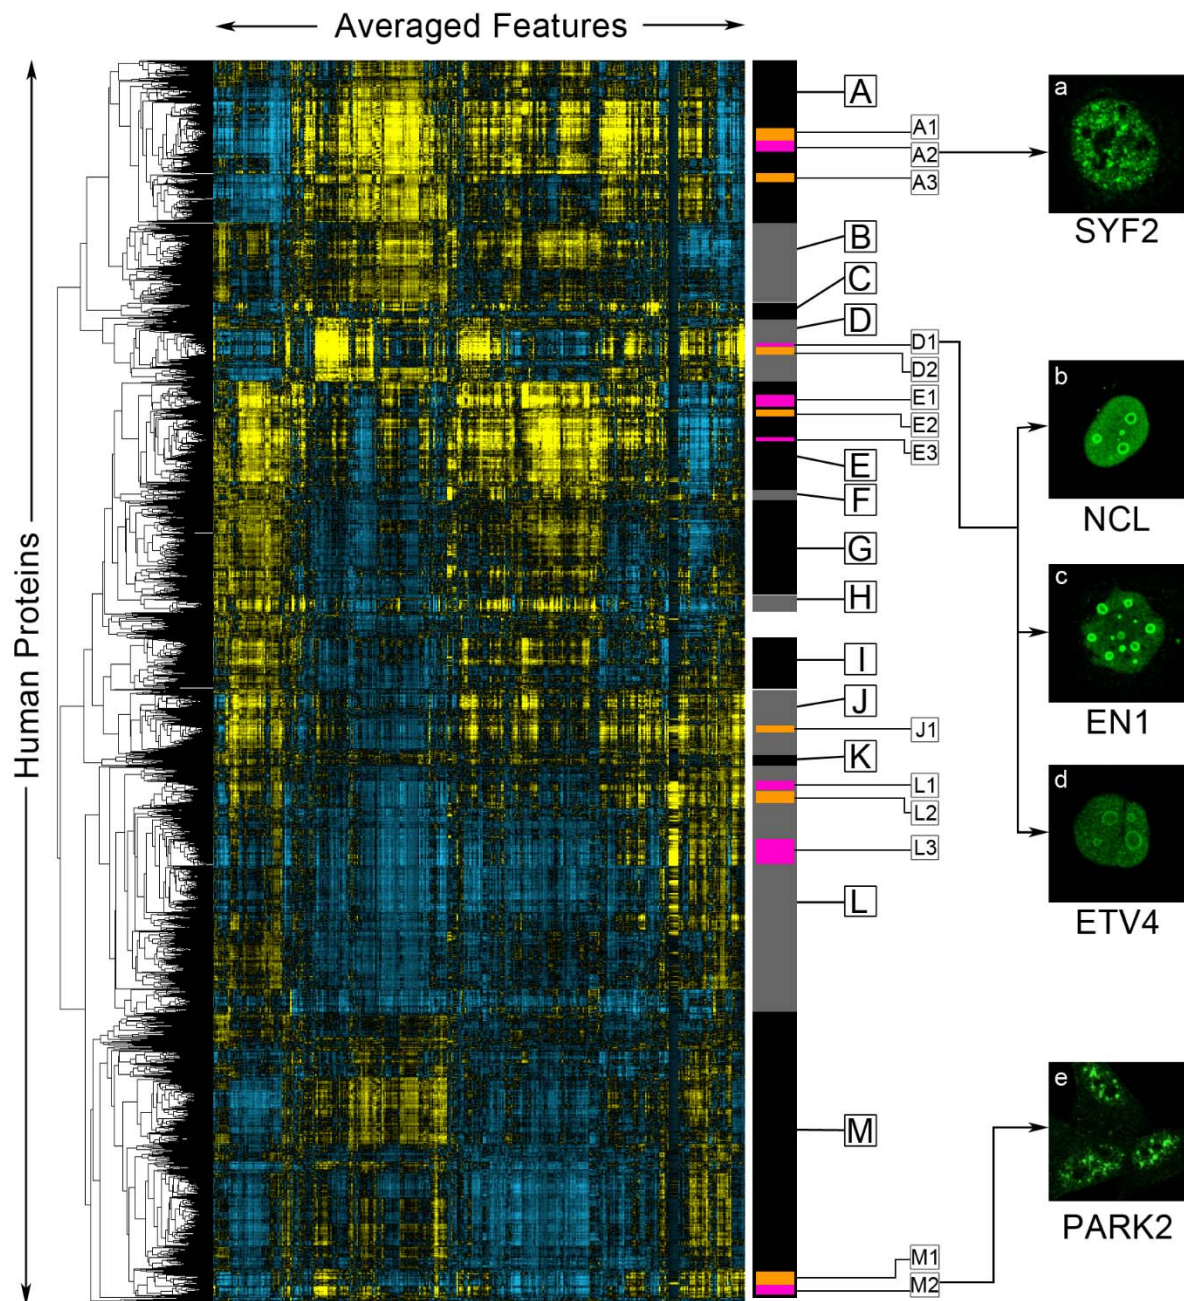 Averaged Features
Human Proteins
A
A1
A2
A3
B
C
D
D1
D2
E1
E2
E3
E
F
G
H
I
J
J1
K
L1
L2
L3
L
M
M1
M2
a
SYF2
b
NCL
c
EN1
d
ETV4
e
PARK2